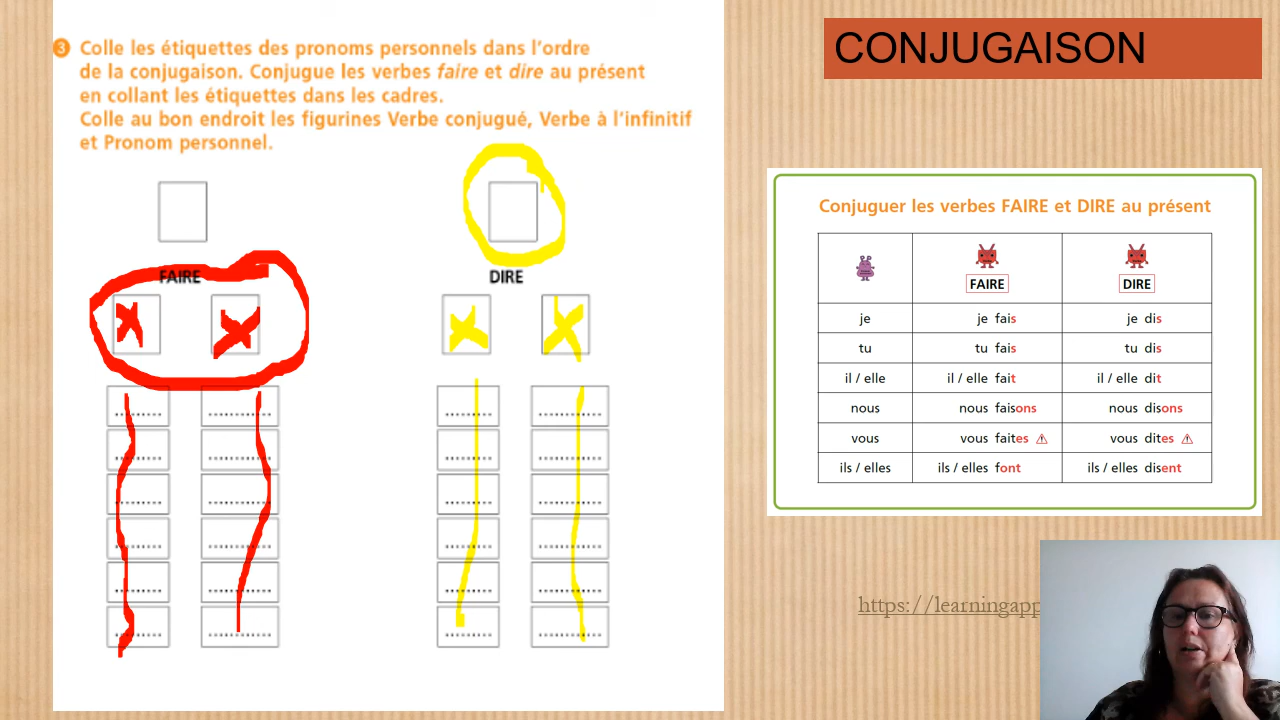 CONJUGAISON
3 Colle les étiquettes des pronoms personnels dans l'ordre
de la conjugaison. Conjugue les verbes faire et dire au présent
en collant les étiquettes dans les cadres.
Colle au bon endroit les figurines Verbe conjugué, Verbe à l'infinitif
et Pronom personnel.
FAIRE
DIRE
Conjuguer les verbes FAIRE et DIRE au présent
FAIRE DIRE
je je fais je dis
tu tu fais tu dis
il / elle il / elle fait il / elle dit
nous nous faisons nous disons
vous vous faites ⚠ vous dites ⚠
ils / elles ils / elles font ils / elles disent
https://learningapp